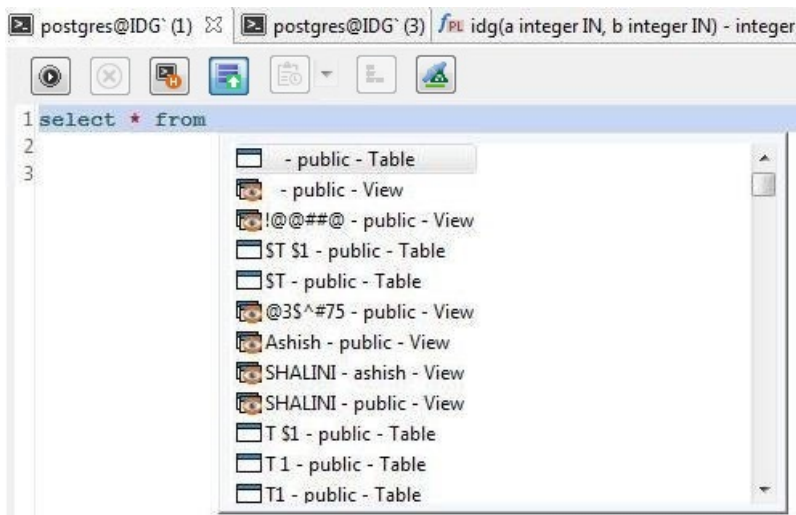 postgres@IDG` (1) postgres@IDG` (3) fPL idg(a integer IN, b integer IN) - integer
1 select * from
2
3
- public - Table
- public - View
!@@##@ - public - View
$T $1 - public - Table
$T - public - Table
@3$^#75 - public - View
Ashish - public - View
SHALINI - ashish - View
SHALINI - public - View
T $1 - public - Table
T 1 - public - Table
T1 - public - Table